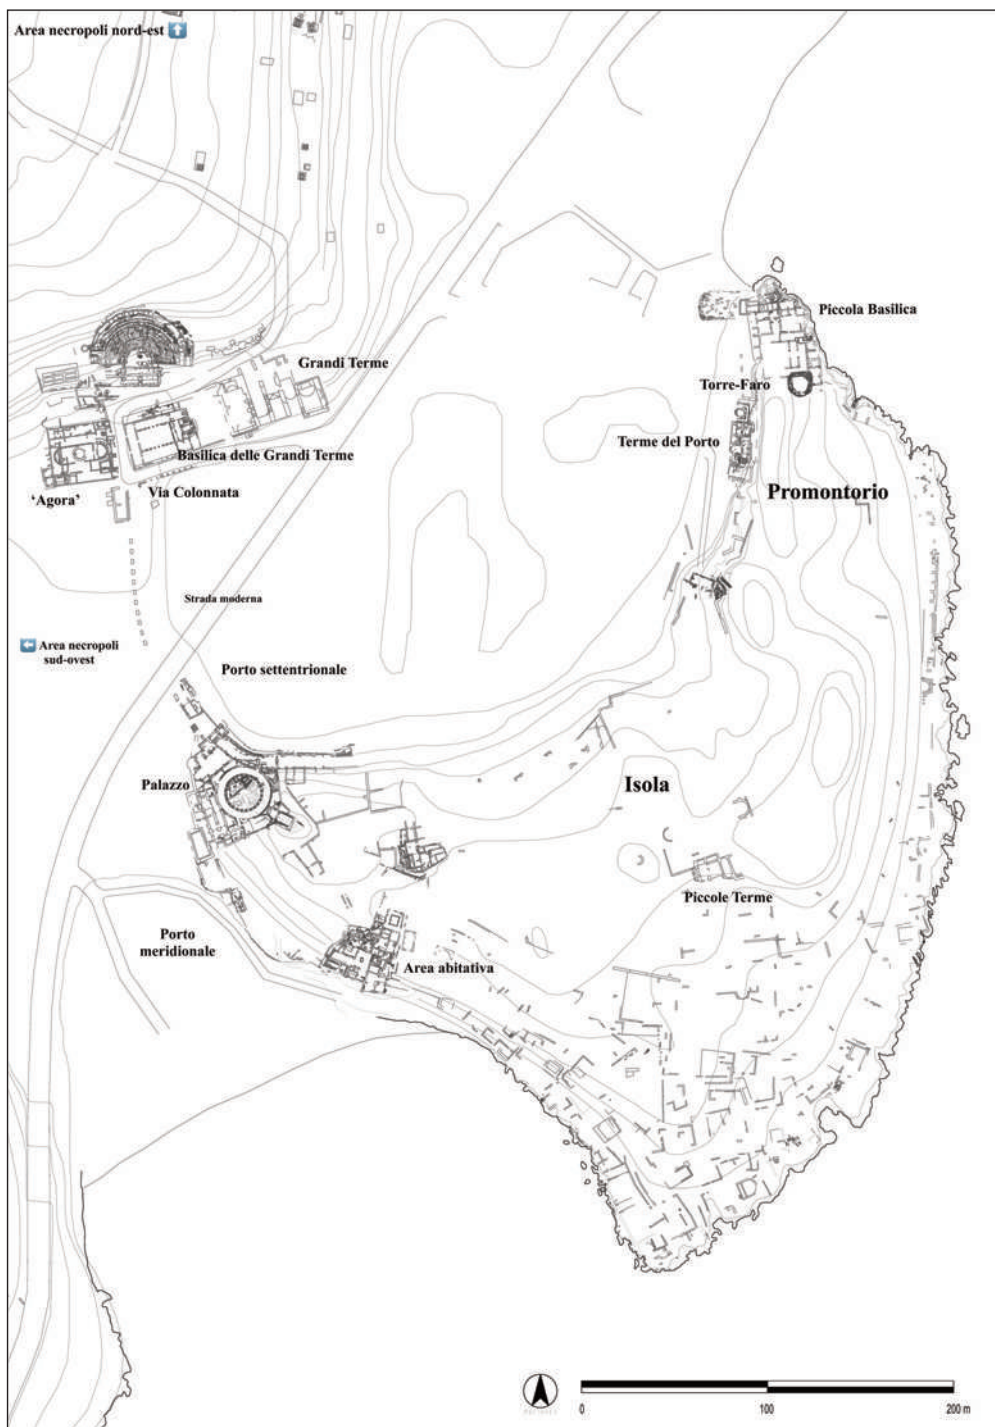 Area necropoli nord-est
Piccola Basilica
Grandi Terme
Torre-Faro
Terme del Porto
Basilica delle Grandi Terme
Promontorio
‘Agora’
Via Colonnata
Strada moderna
Area necropoli
sud-ovest
Porto settentrionale
Palazzo
Isola
Piccole Terme
Porto
meridionale
Area abitativa
0
100
200 m